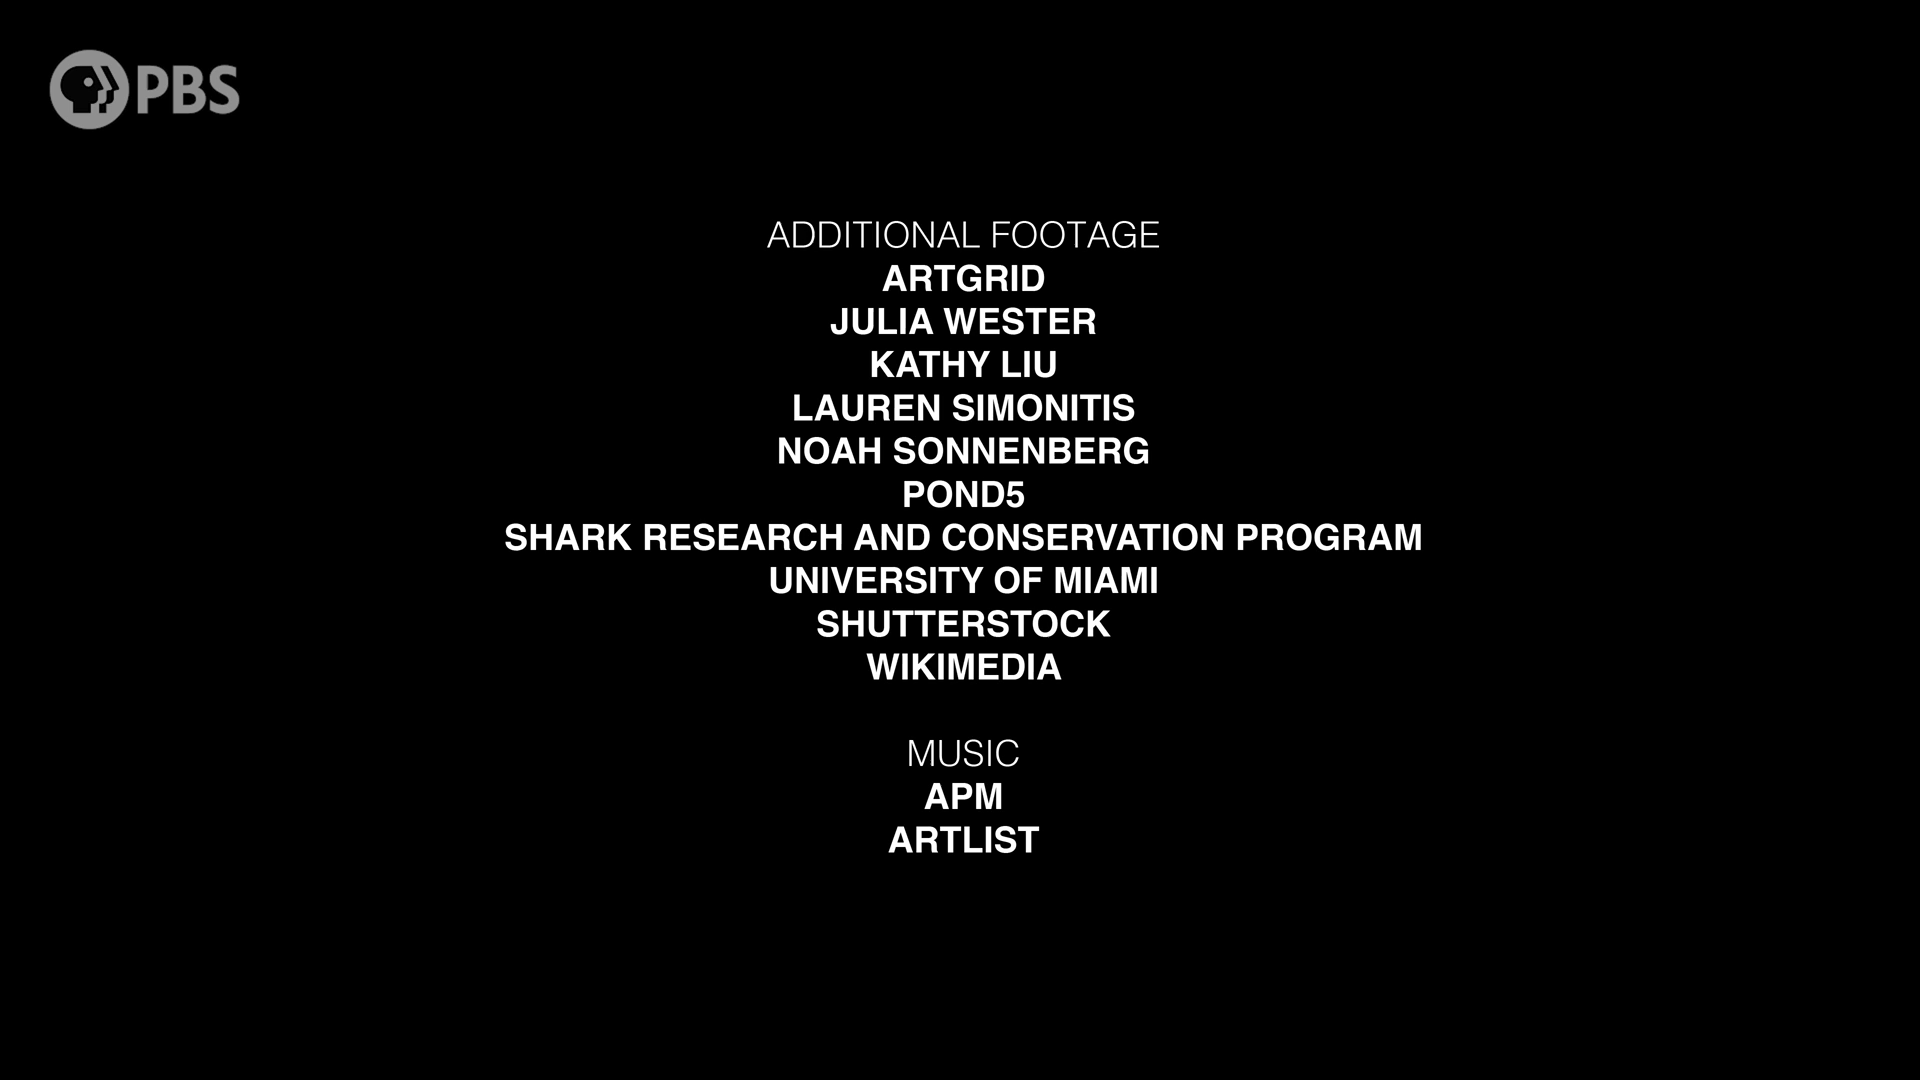 PBS
ADDITIONAL FOOTAGE
ARTGRID
JULIA WESTER
KATHY LIU
LAUREN SIMONITIS
NOAH SONNENBERG
POND5
SHARK RESEARCH AND CONSERVATION PROGRAM
UNIVERSITY OF MIAMI
SHUTTERSTOCK
WIKIMEDIA
MUSIC
APM
ARTLIST